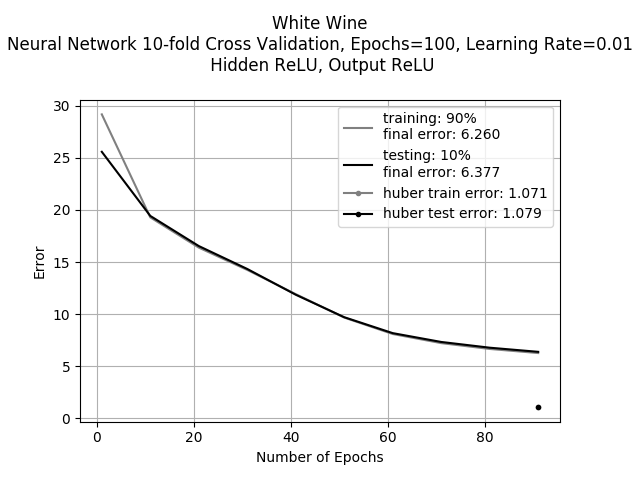 White Wine
Neural Network 10-fold Cross Validation, Epochs=100, Learning Rate=0.01
Hidden ReLU, Output ReLU
30
25
20
15
10
5
0
Error
training: 90%
final error: 6.260
testing: 10%
final error: 6.377
huber train error: 1.071
huber test error: 1.079
0
20
40
60
80
Number of Epochs